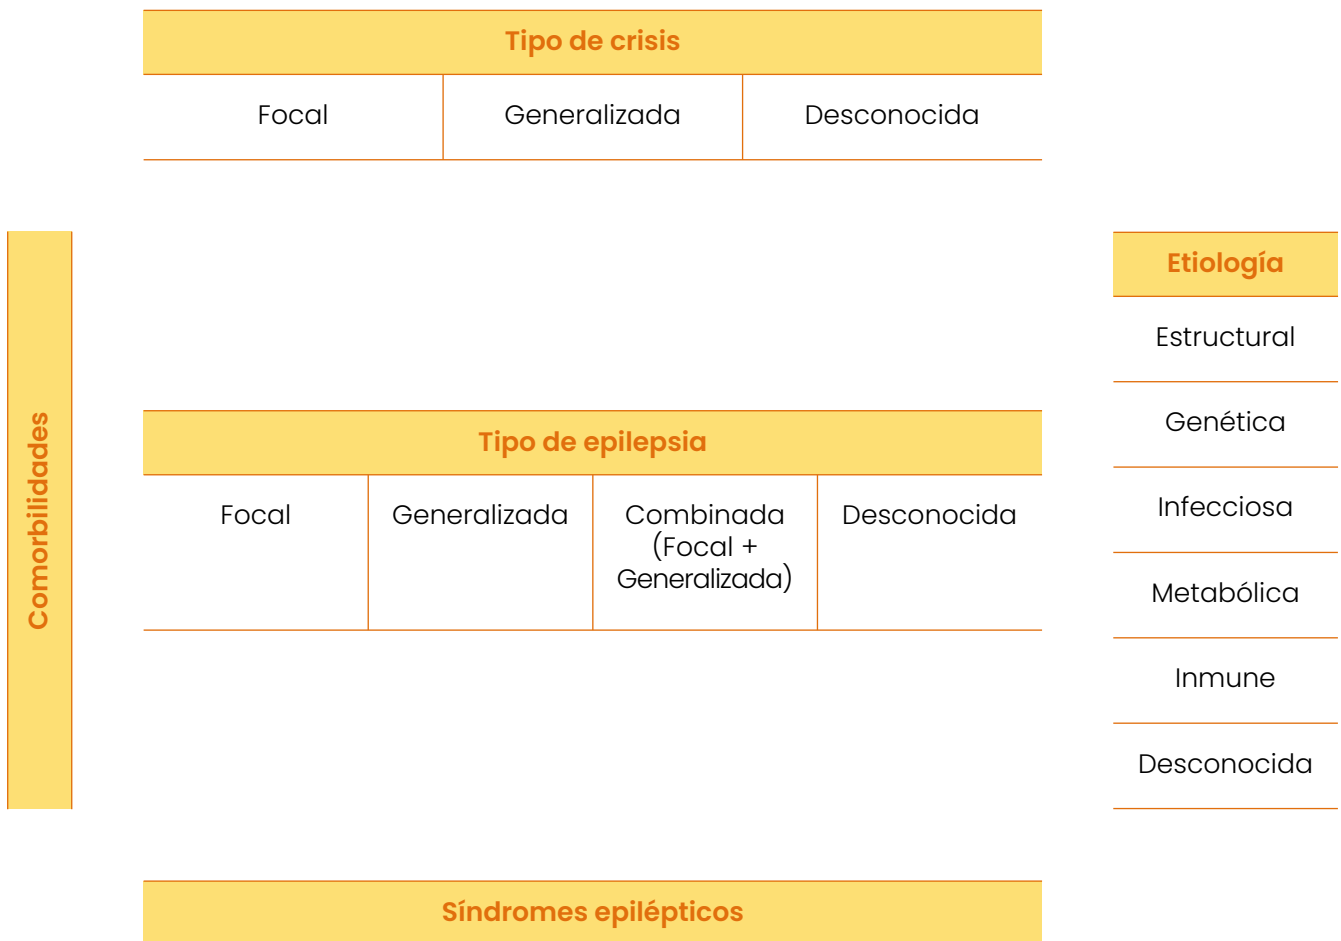 Tipo de crisis
Focal
Generalizada
Desconocida
Comorbilidades
Tipo de epilepsia
Focal
Generalizada
Combinada
(Focal +
Generalizada)
Desconocida
Etiología
Estructural
Genética
Infecciosa
Metabólica
Inmune
Desconocida
Síndromes epilépticos